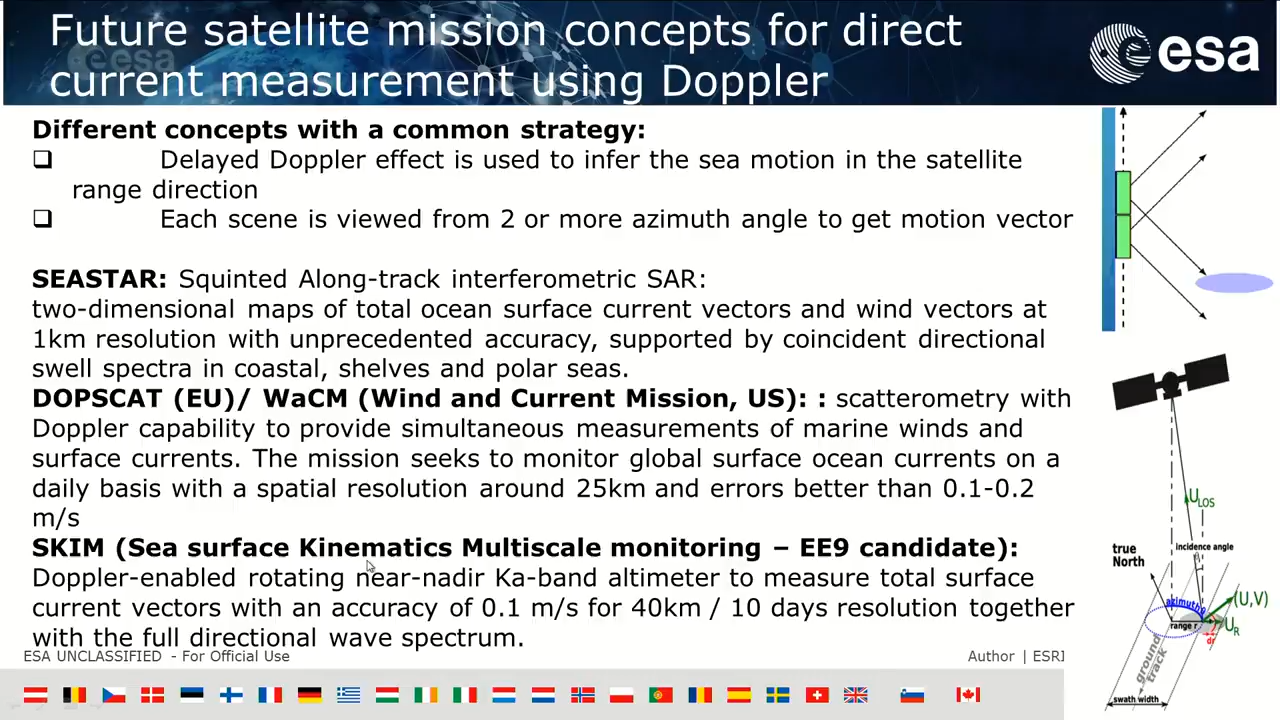 Future satellite mission concepts for direct
current measurement using Doppler
esa
Different concepts with a common strategy:
❑ Delayed Doppler effect is used to infer the sea motion in the satellite
range direction
❑ Each scene is viewed from 2 or more azimuth angle to get motion vector
SEASTAR: Squinted Along-track interferometric SAR:
two-dimensional maps of total ocean surface current vectors and wind vectors at
1km resolution with unprecedented accuracy, supported by coincident directional
swell spectra in coastal, shelves and polar seas.
DOPSCAT (EU)/ WaCM (Wind and Current Mission, US): : scatterometry with
Doppler capability to provide simultaneous measurements of marine winds and
surface currents. The mission seeks to monitor global surface ocean currents on a
daily basis with a spatial resolution around 25km and errors better than 0.1-0.2
m/s
SKIM (Sea surface Kinematics Multiscale monitoring – EE9 candidate):
Doppler-enabled rotating near-nadir Ka-band altimeter to measure total surface
current vectors with an accuracy of 0.1 m/s for 40km / 10 days resolution together
with the full directional wave spectrum.
ULOS
true
North
incidence angle
azimuth
(U,V)
range r
UR
dr
ground
track
swath width
ESA UNCLASSIFIED - For Official Use
Author | ESRI